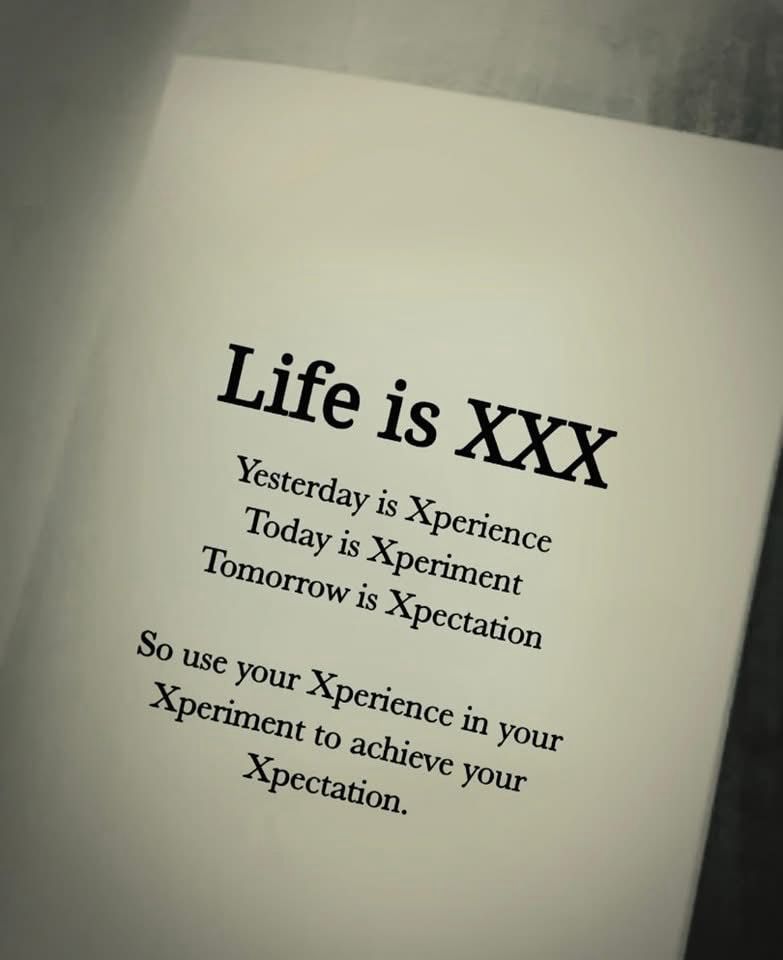 Life is XXX
Yesterday is Xperience
Today is Xperiment
Tomorrow is Xpectation
So use your Xperience in your
Xperiment to achieve your
Xpectation.